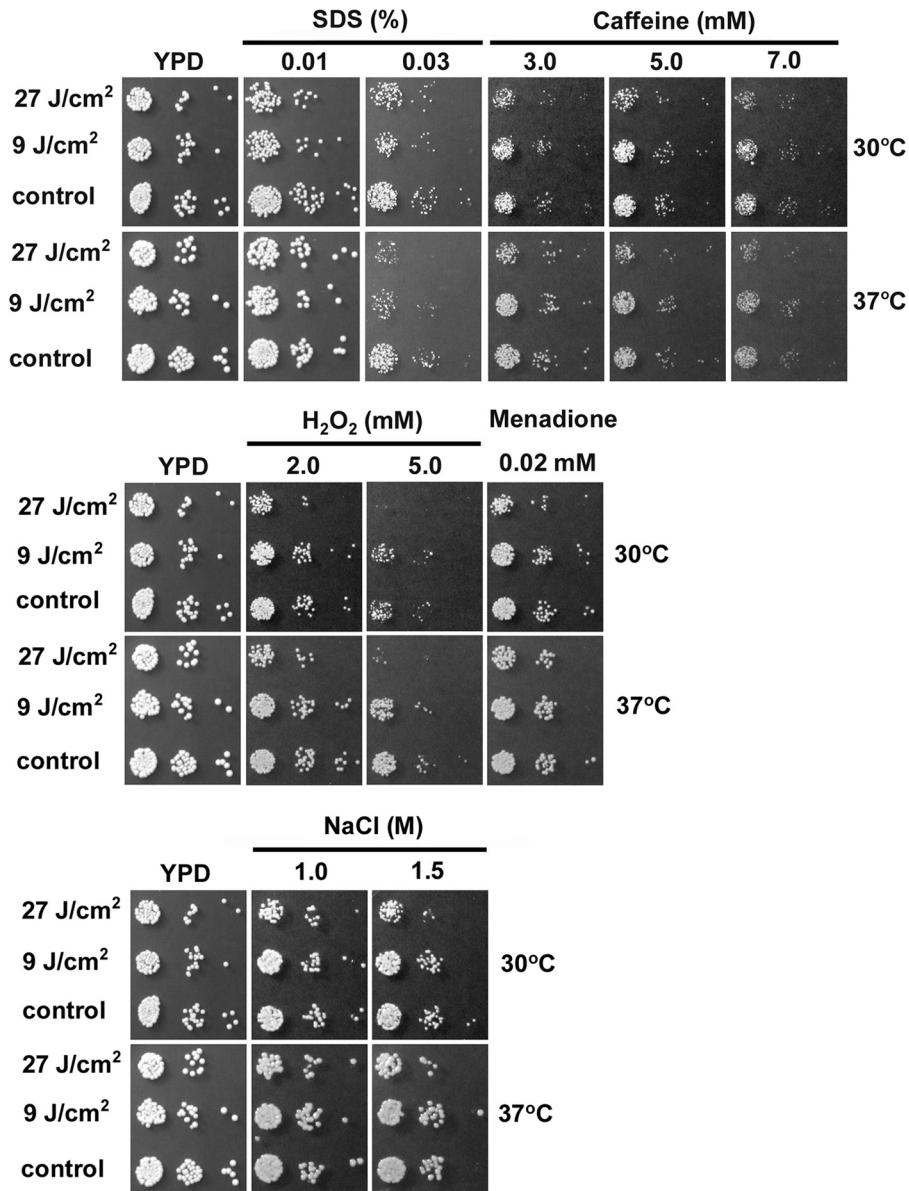 SDS (%) Caffeine (mM)
YPD 0.01 0.03 3.0 5.0 7.0
27 J/cm²
9 J/cm² 30°C
control
27 J/cm²
9 J/cm² 37°C
control
H₂O₂ (mM) Menadione
YPD 2.0 5.0 0.02 mM
27 J/cm²
9 J/cm² 30°C
control
27 J/cm²
9 J/cm² 37°C
control
NaCl (M)
YPD 1.0 1.5
27 J/cm²
9 J/cm² 30°C
control
27 J/cm²
9 J/cm² 37°C
control